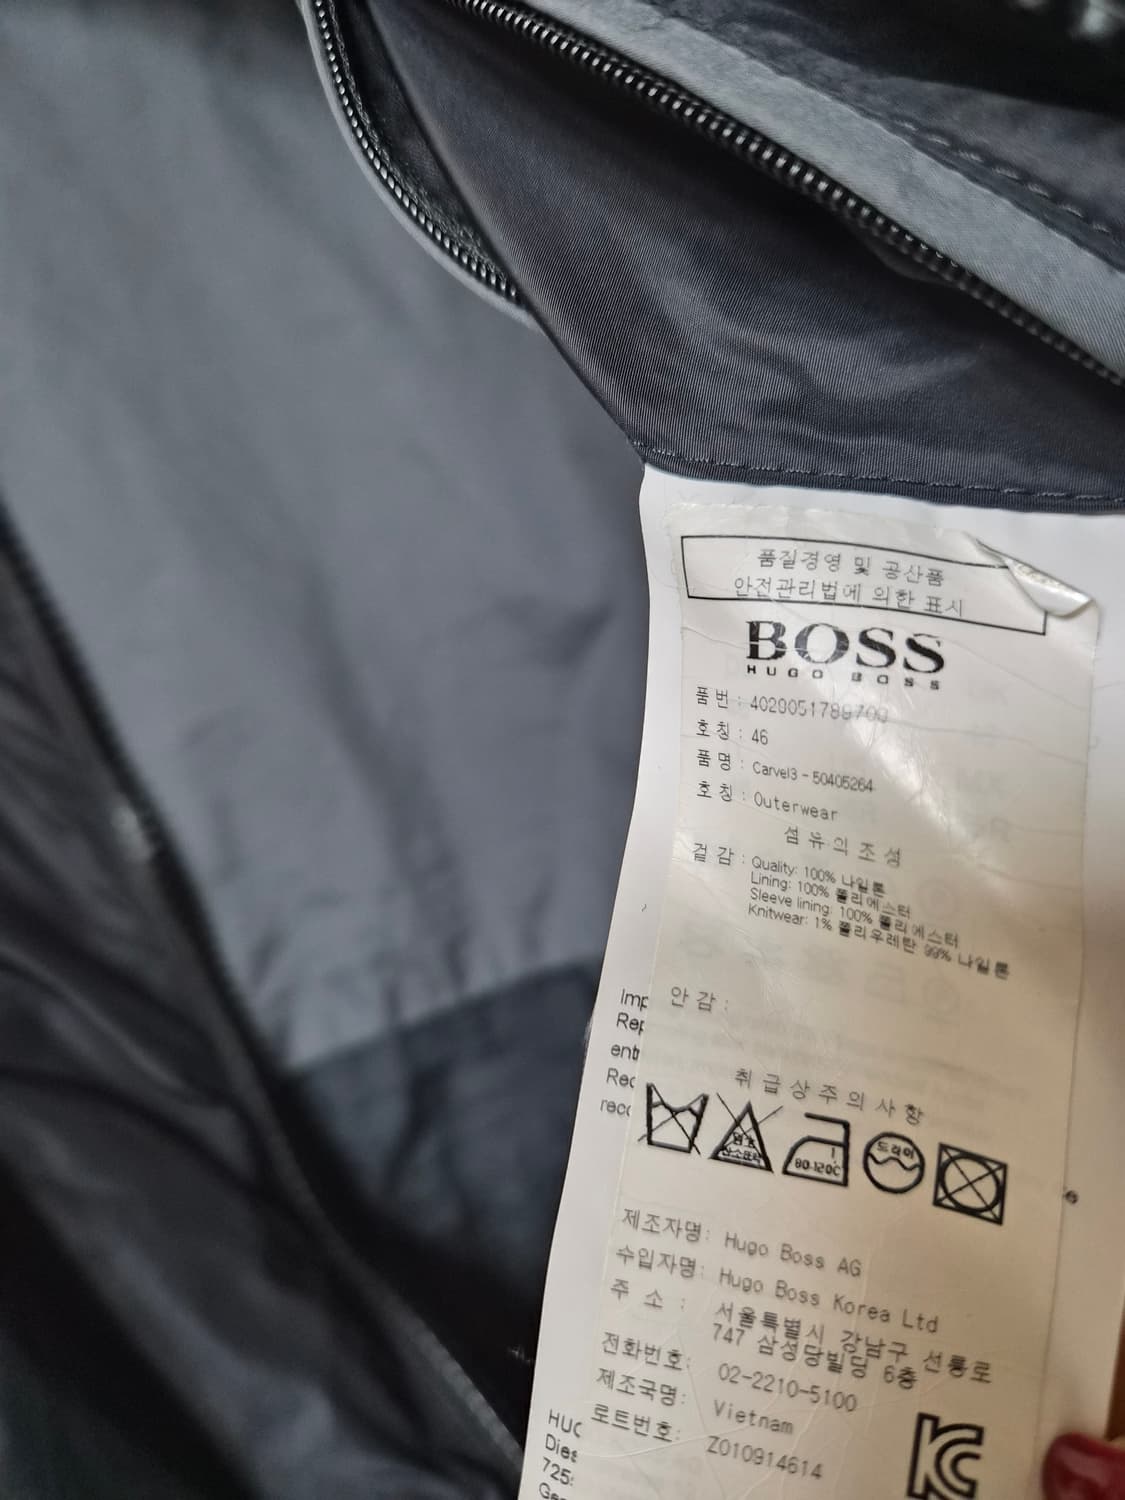 품질경영 및 공산품
안전관리법에 의한 표시
BOSS
HUGO BOSS
품 번 : 4029051789700
호 칭 : 46
품 명 : Carvel3 - 50405264
호 칭 : Outerwear
섬 유 의 조 성
겉 감 : Quality: 100% 나일론
Lining: 100% 폴리에스터
Sleeve lining: 100% 폴리에스터
Knitwear: 1% 폴리우레탄 99% 나일론
안 감 :
취 급 상 주 의 사 항
80-120℃
드라이
제조자명: Hugo Boss AG
수입자명: Hugo Boss Korea Ltd
주 소 : 서울특별시 강남구 선릉로
747 삼성당빌딩 6층
전화번호: 02-2210-5100
제조국명: Vietnam
로트번호: Z010914614
KC
HUG
725